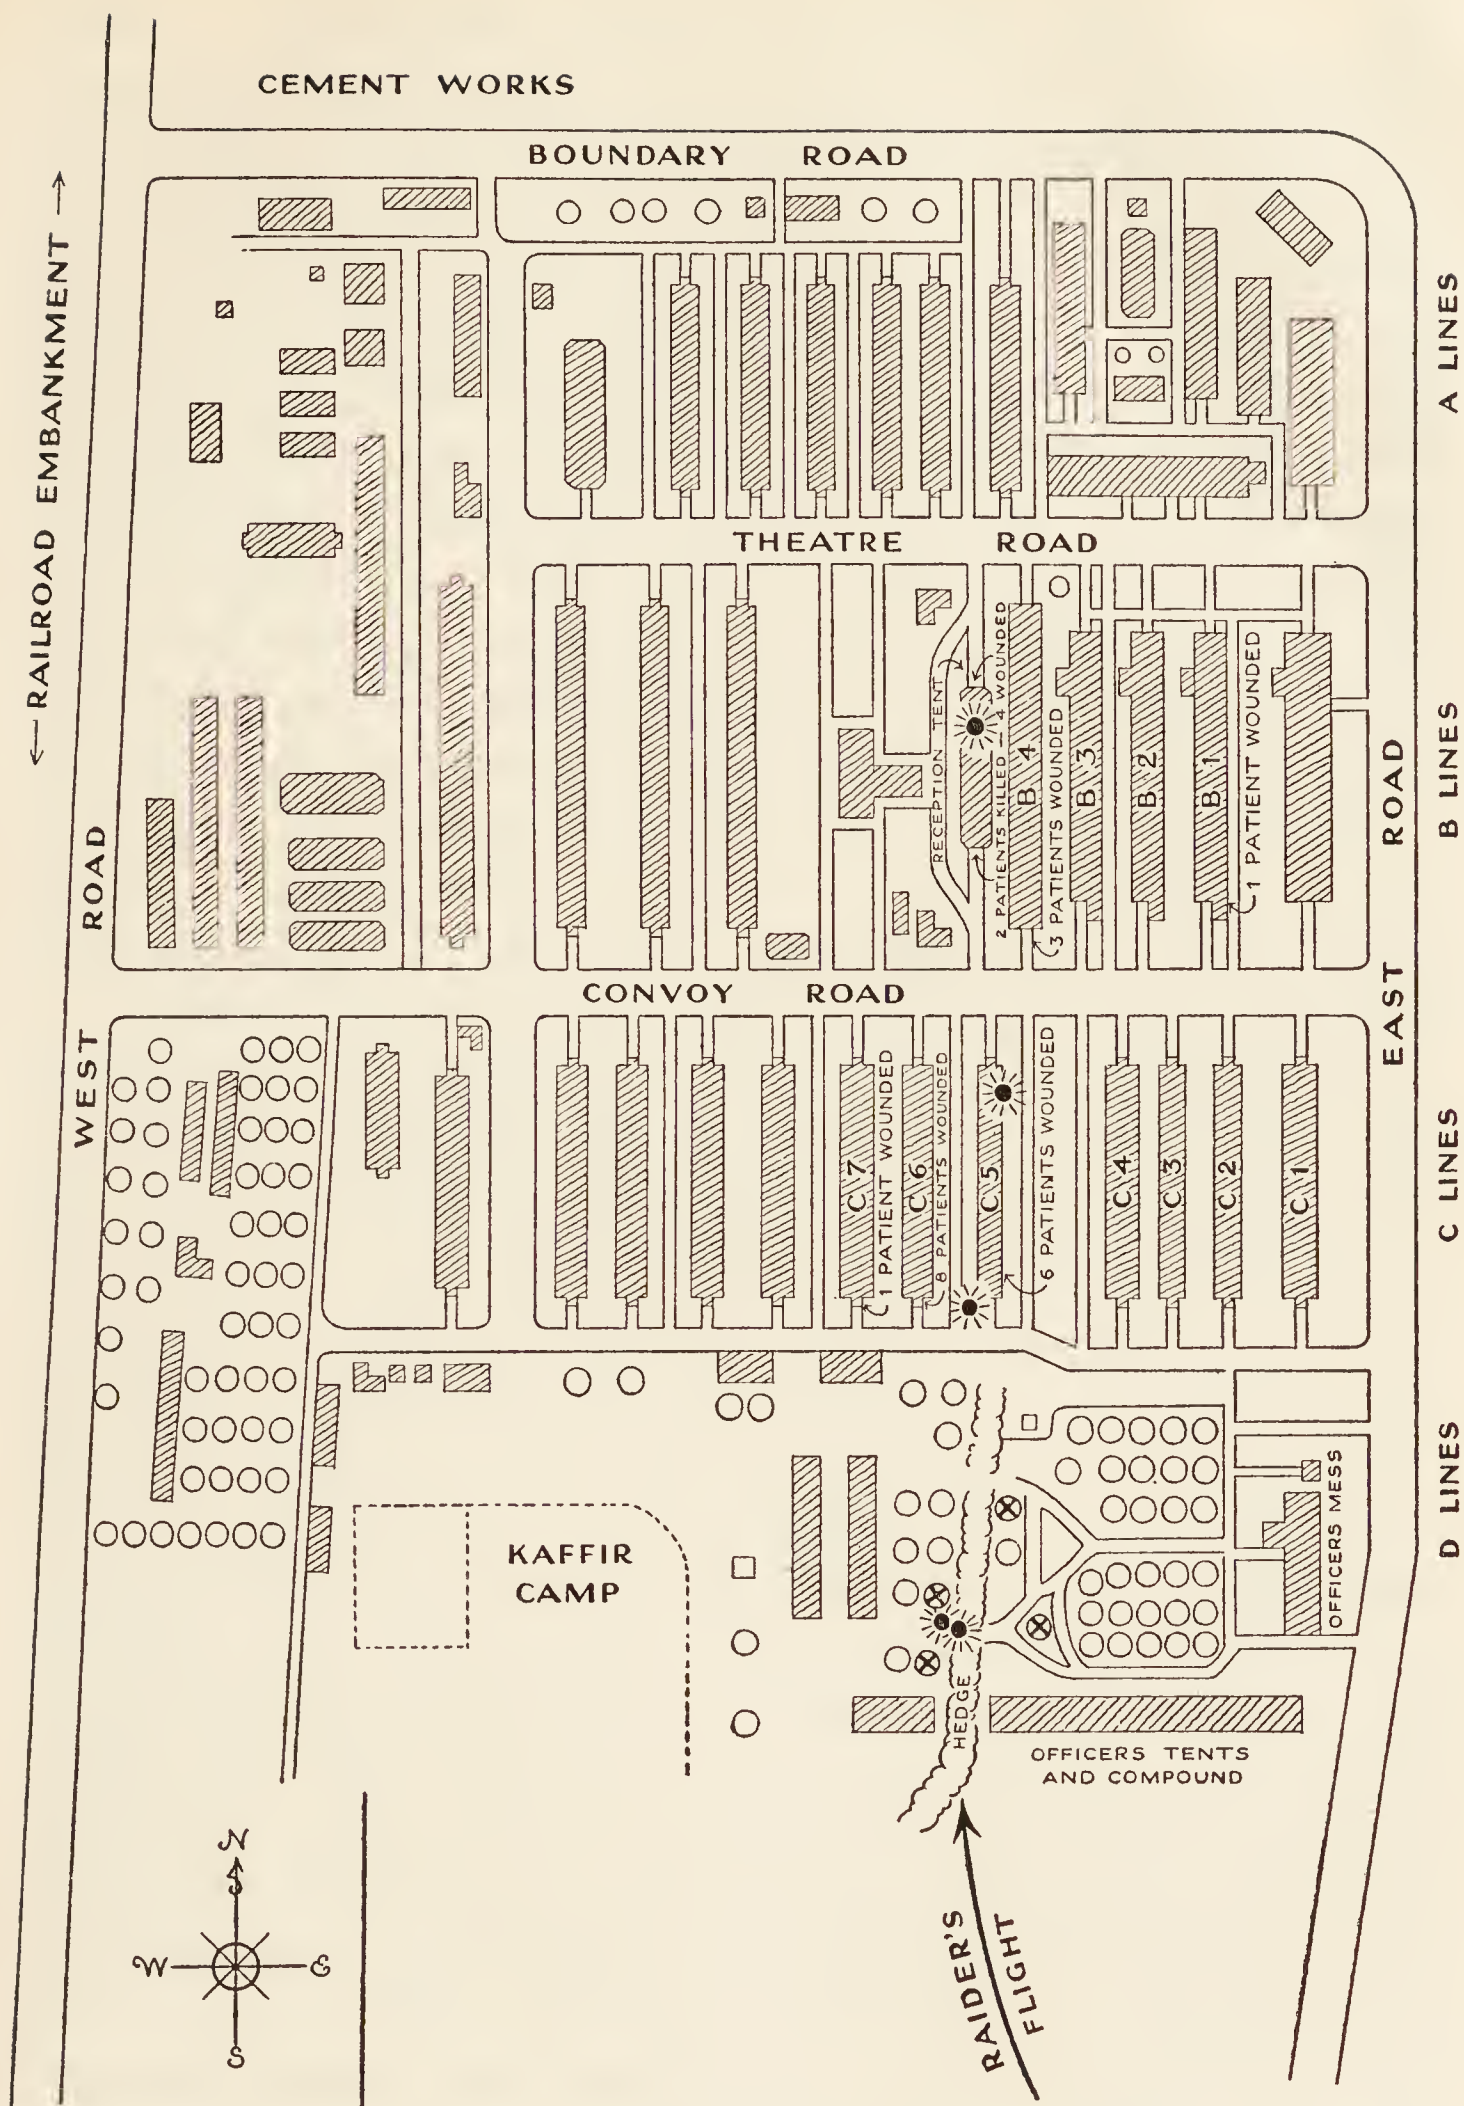 CEMENT WORKS
BOUNDARY ROAD
← RAILROAD EMBANKMENT →
A LINES
THEATRE ROAD
RECEPTION TENT
2 PATIENTS KILLED — 4 WOUNDED
B 4
3 PATIENTS WOUNDED
B 3
B 2
B 1
1 PATIENT WOUNDED
B LINES
WEST ROAD
EAST ROAD
CONVOY ROAD
C 7
1 PATIENT WOUNDED
C 6
8 PATIENTS WOUNDED
C 5
6 PATIENTS WOUNDED
C 4
C 3
C 2
C 1
C LINES
D LINES
KAFFIR
CAMP
OFFICERS MESS
HEDGE
OFFICERS TENTS
AND COMPOUND
N
W
E
S
RAIDER'S
FLIGHT